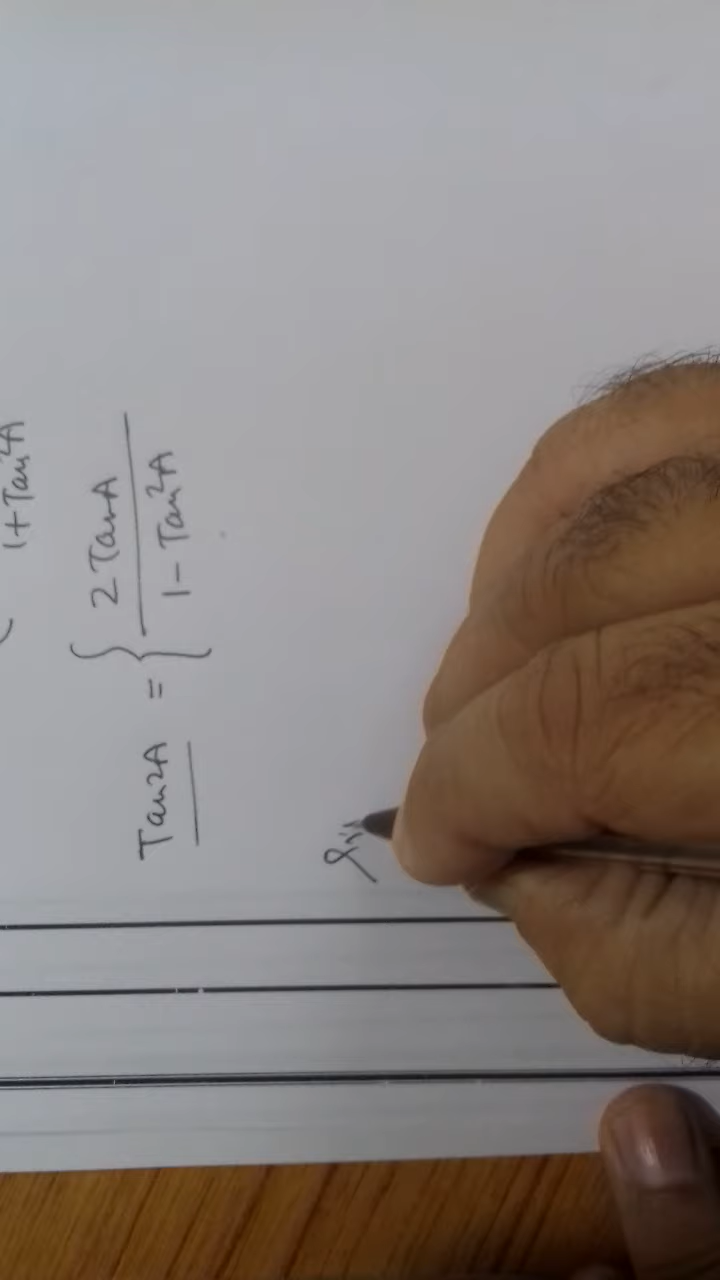 1+Tan²A
Tan2A = { 2TanA / 1 - Tan²A